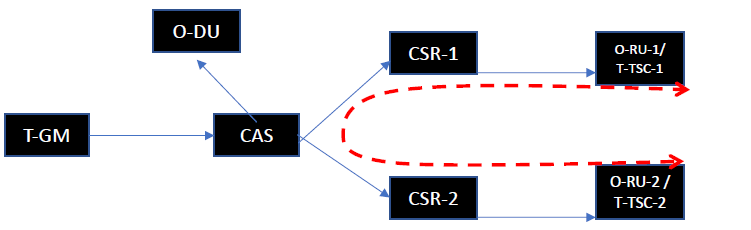 O-DU
CSR-1
O-RU-1/
T-TSC-1
T-GM
CAS
CSR-2
O-RU-2 /
T-TSC-2